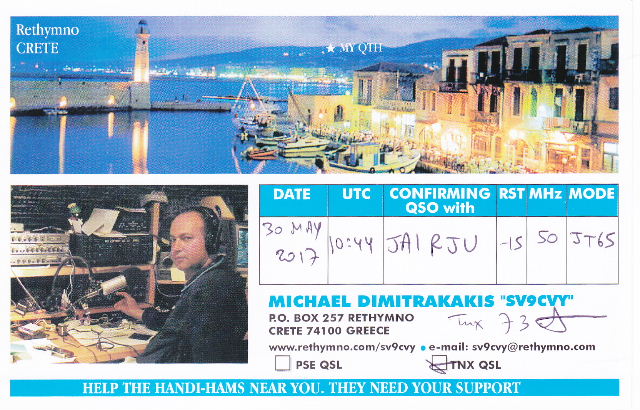 Rethymno
CRETE
★ MY QTH
DATE UTC CONFIRMING QSO with RST MHz MODE
30 MAY 2017 10:44 JA1RJU -15 50 JT65
MICHAEL DIMITRAKAKIS "SV9CVY"
P.O. BOX 257 RETHYMNO
CRETE 74100 GREECE
Tnx 73
www.rethymno.com/sv9cvy • e-mail: sv9cvy@rethymno.com
PSE QSL TNX QSL
HELP THE HANDI-HAMS NEAR YOU. THEY NEED YOUR SUPPORT